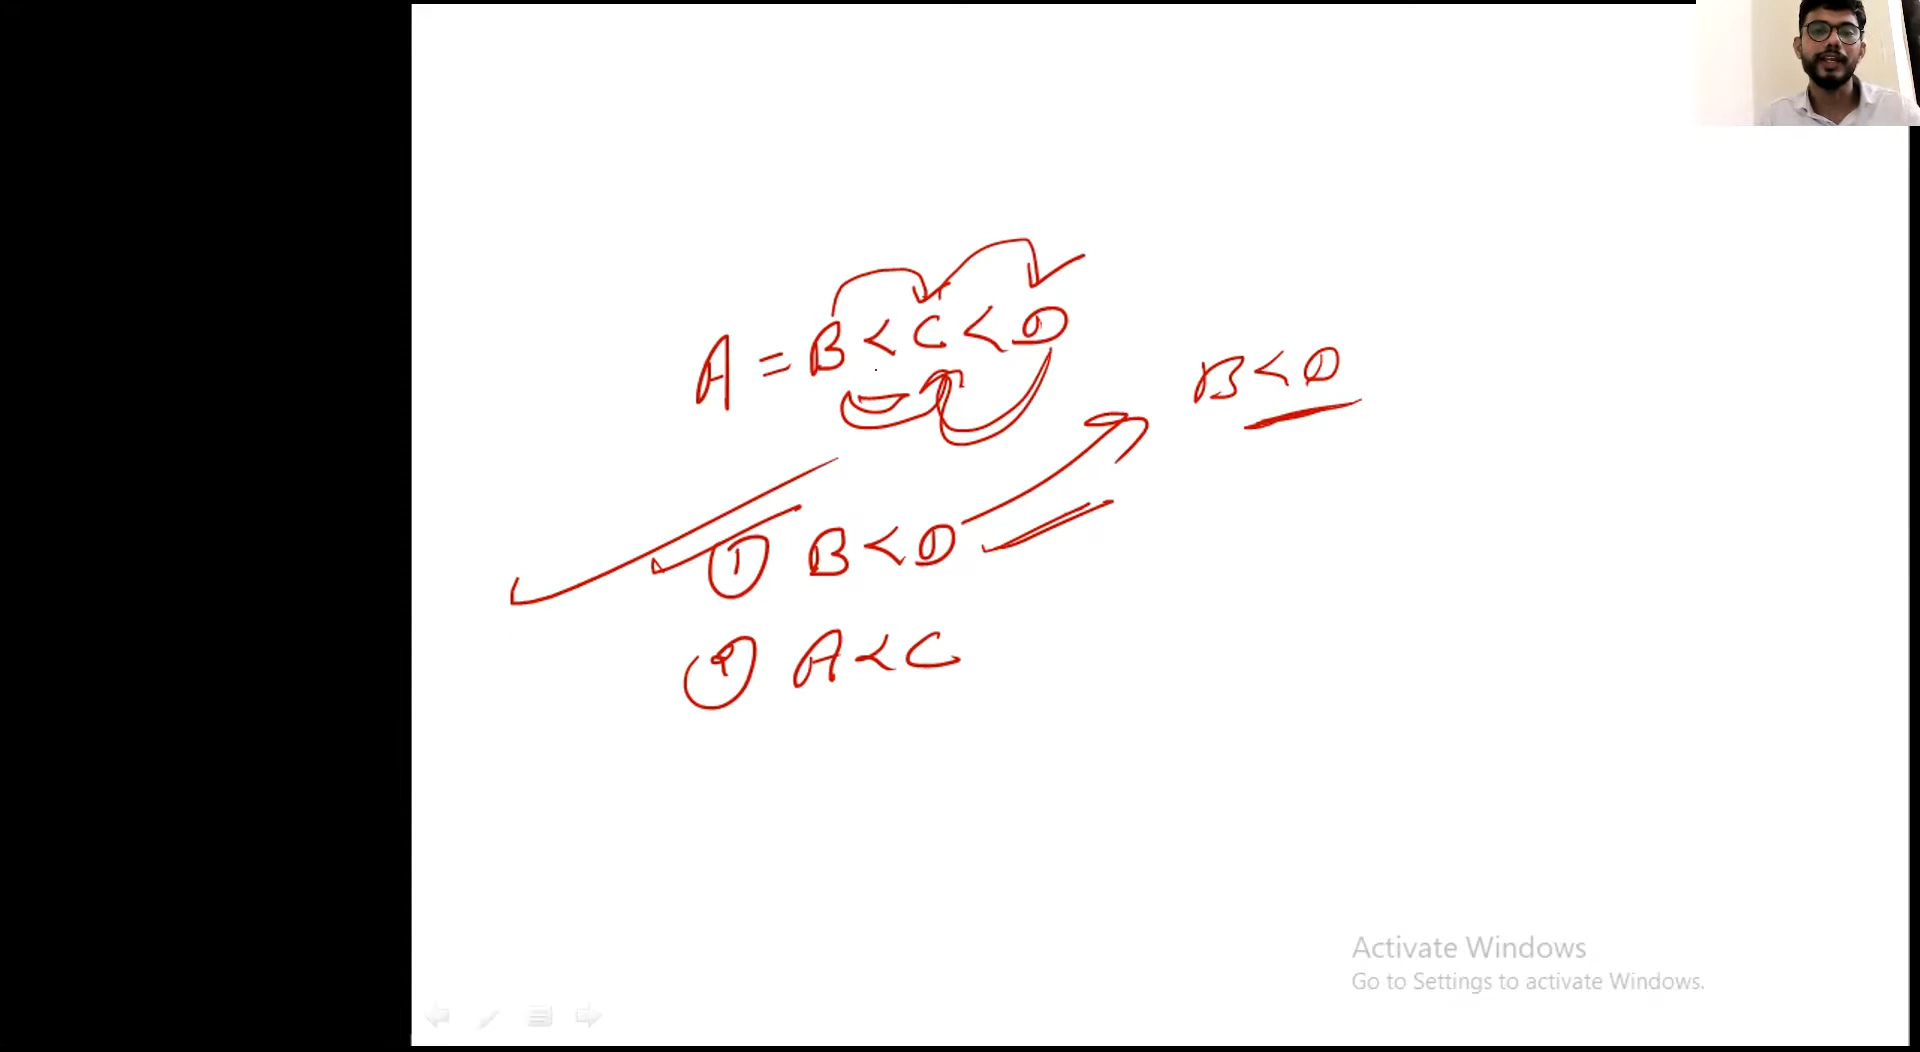 A = B < C < D
B < D
① B < D
② A < C
Activate Windows
Go to Settings to activate Windows.